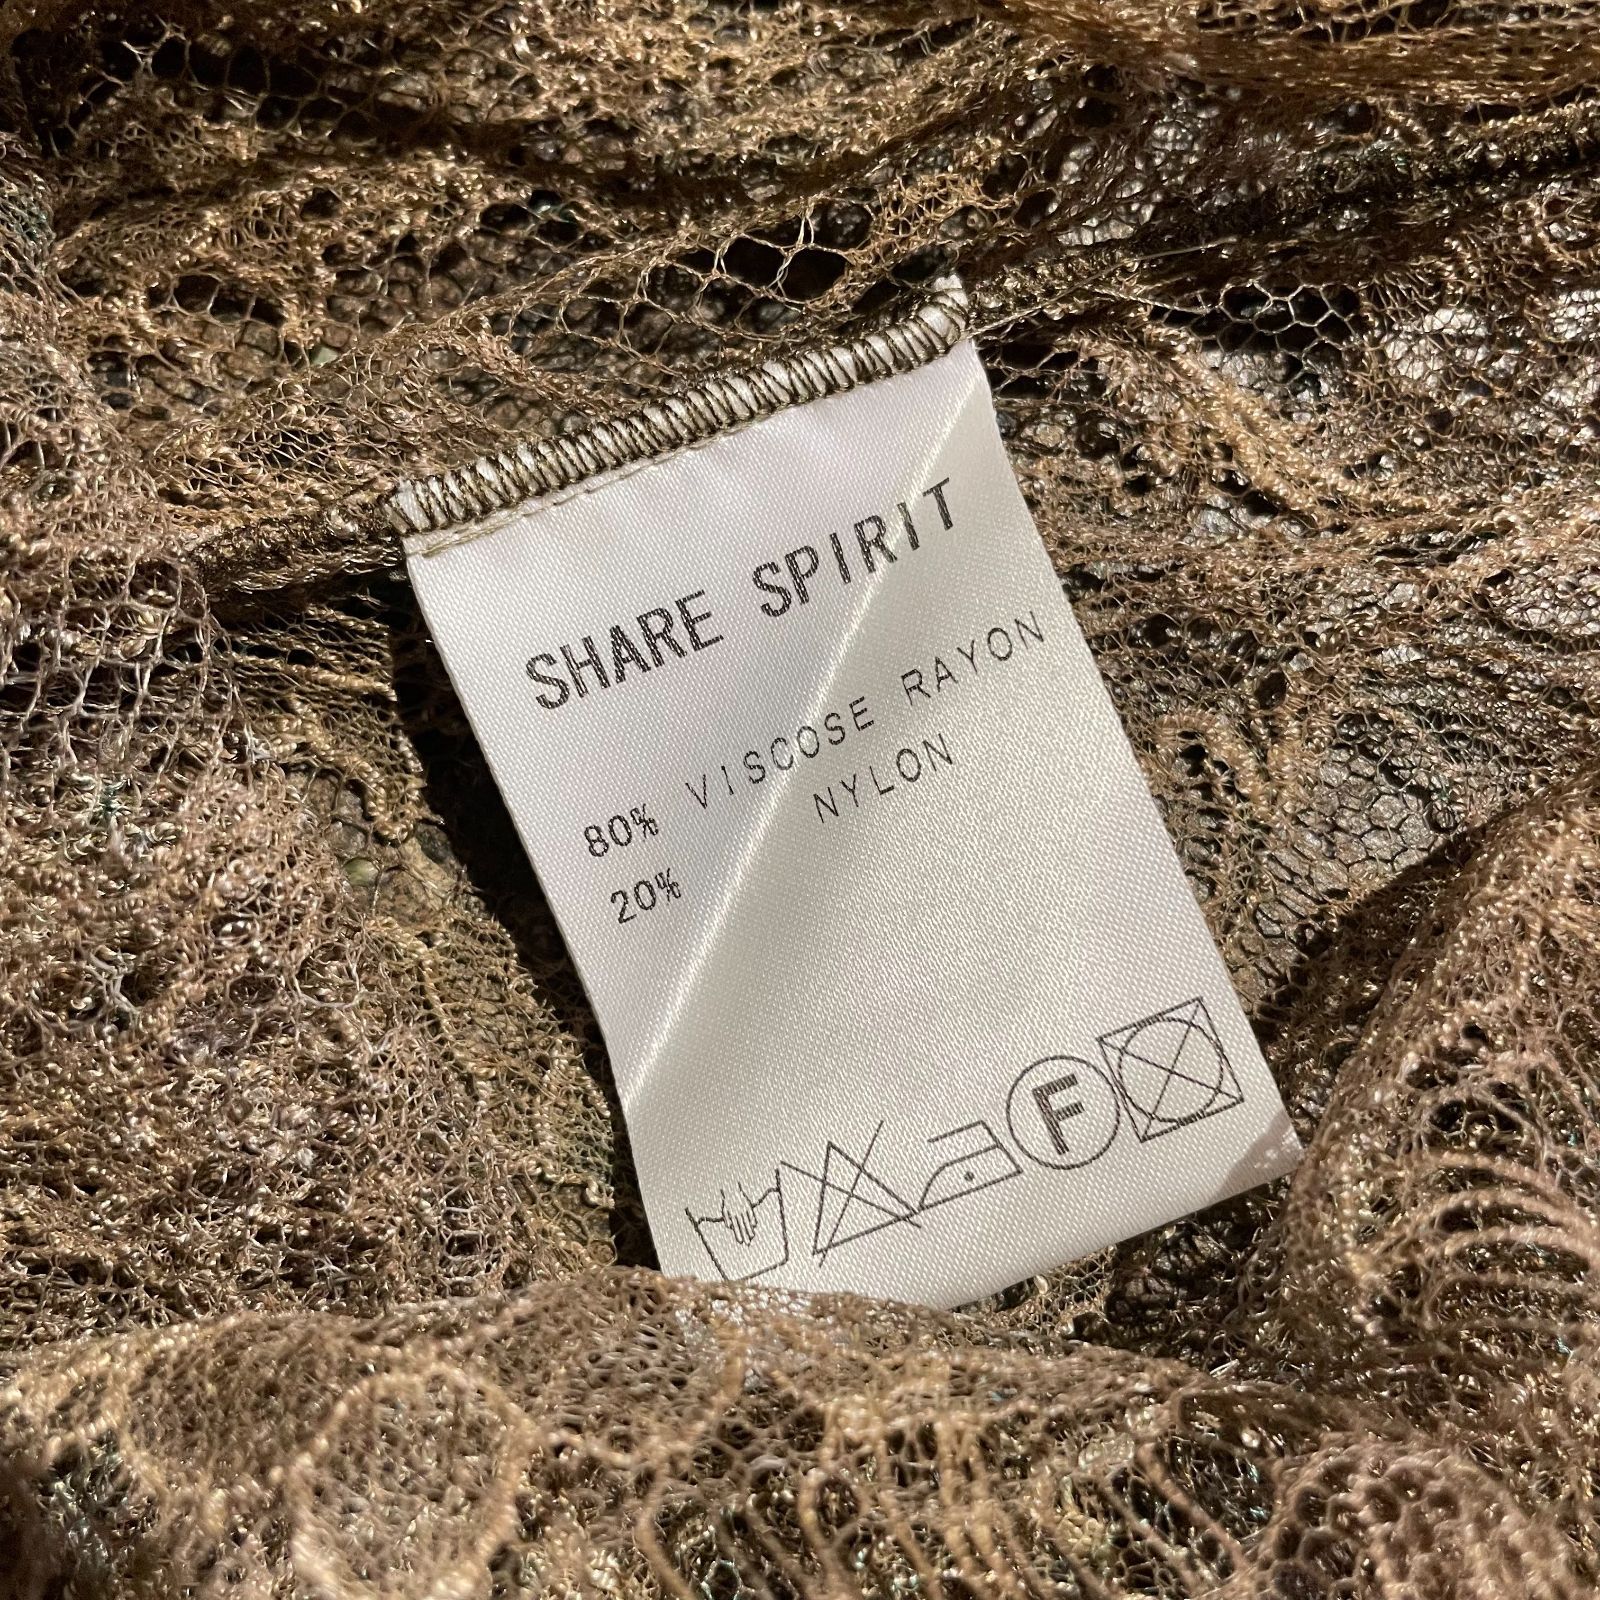 SHARE SPIRIT
80% VISCOSE RAYON
20% NYLON
F